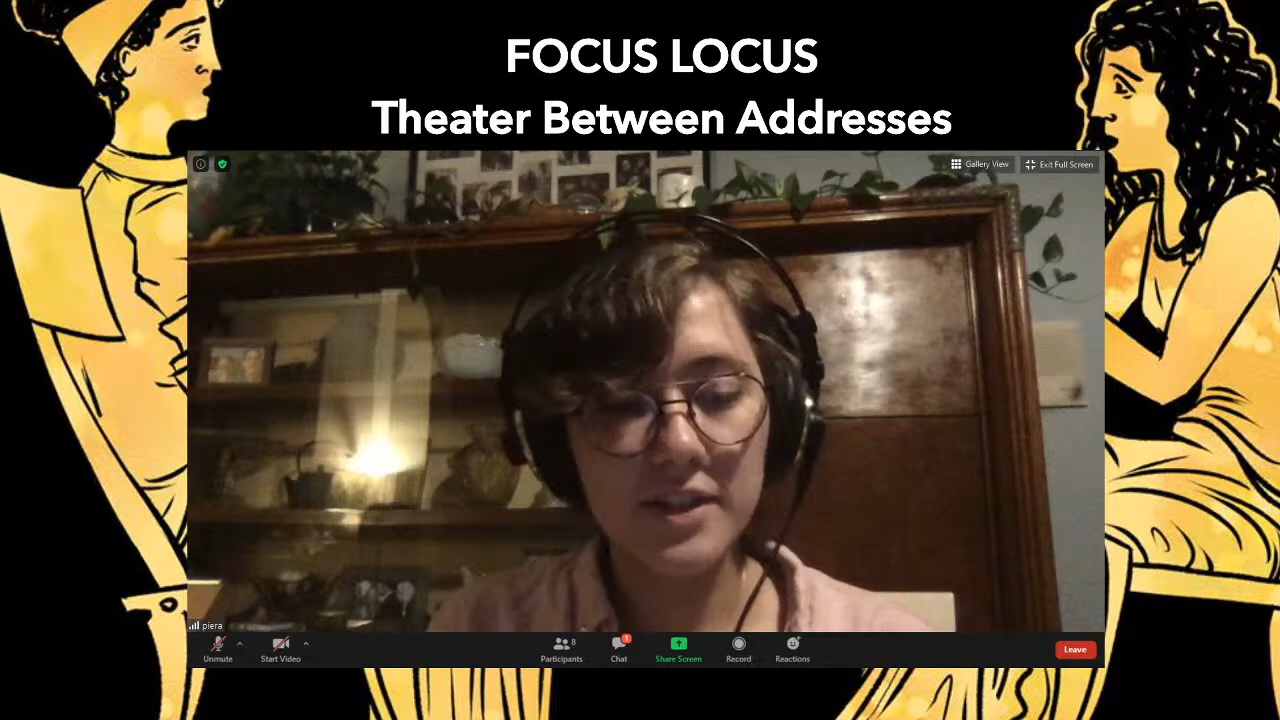 FOCUS LOCUS
Theater Between Addresses
Gallery View
Exit Full Screen
piera
Unmute
Start Video
Participants
8
Chat
1
Share Screen
Record
Reactions
Leave